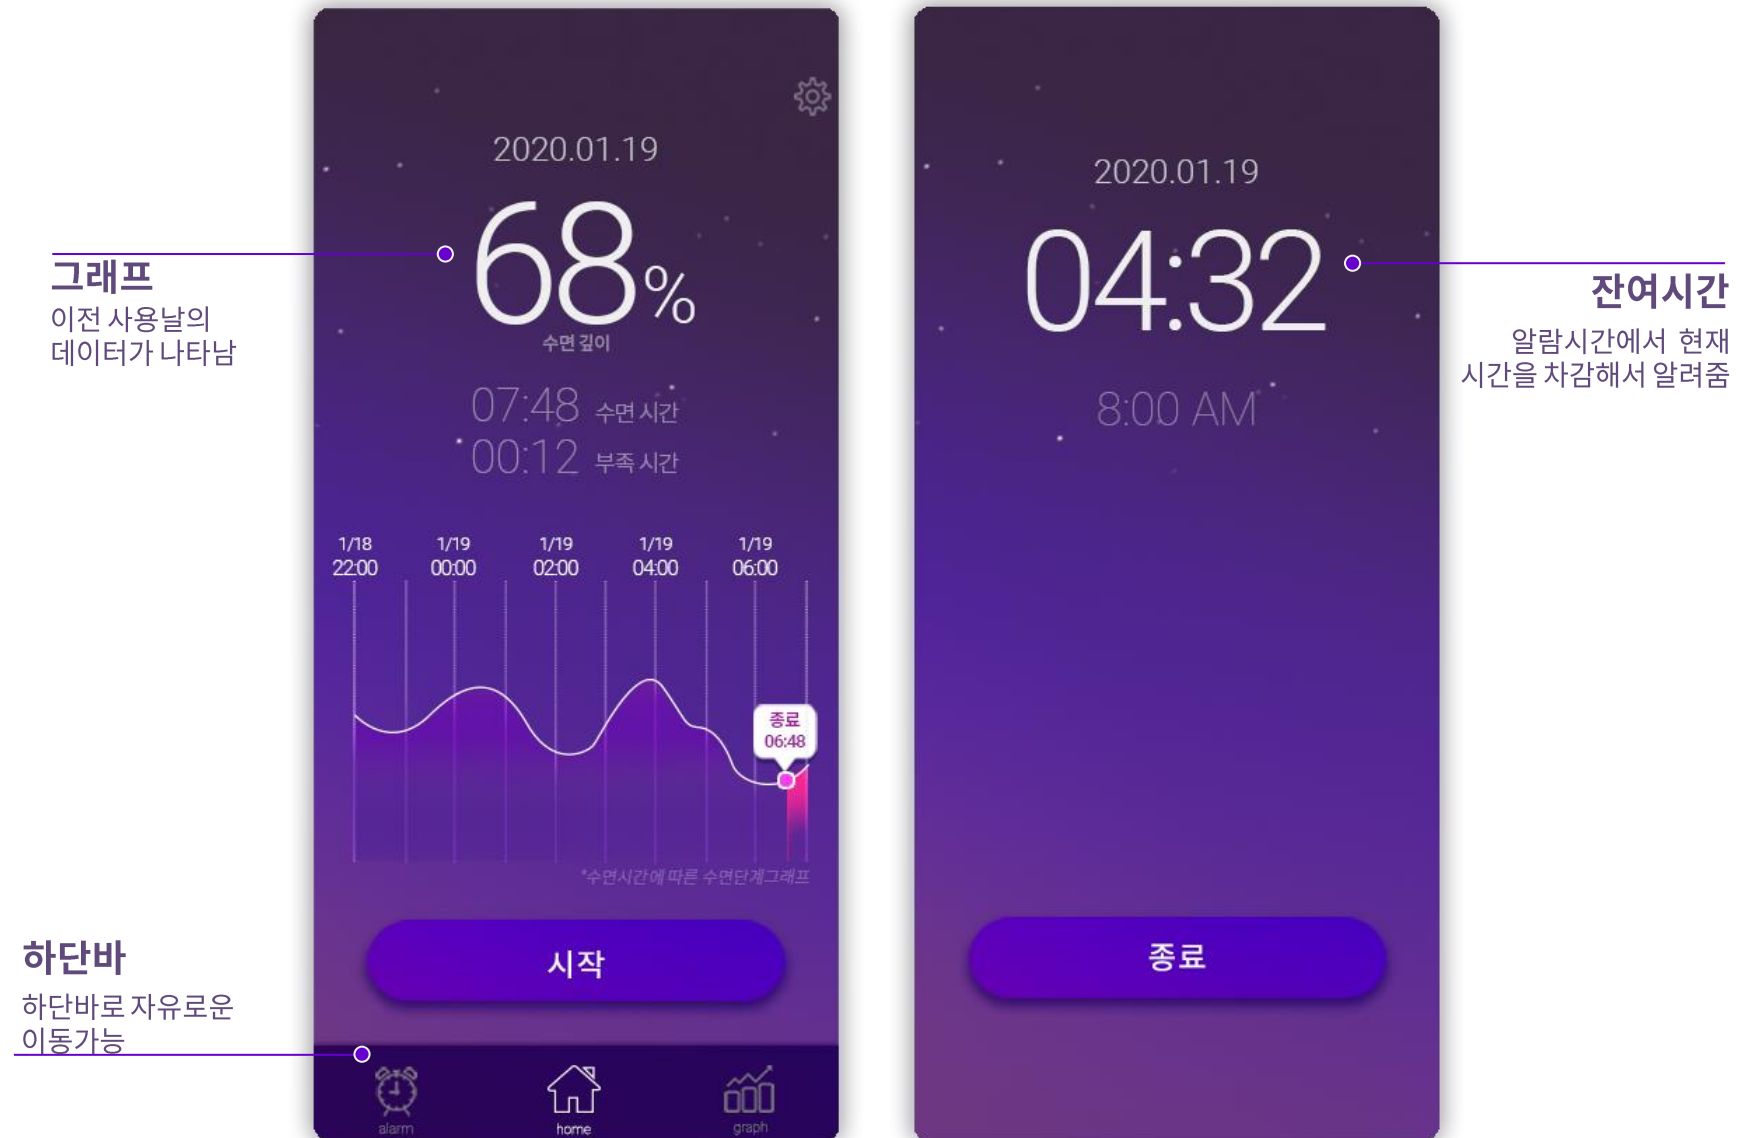 2020.01.19
68%
수면 깊이
07:48 수면 시간
00:12 부족 시간
그래프
이전 사용날의
데이터가 나타남
1/18 1/19 1/19 1/19 1/19
22:00 00:00 02:00 04:00 06:00
종료
06:48
*수면시간에 따른 수면단계그래프
시작
하단바
하단바로 자유로운
이동가능
alarm home graph
2020.01.19
04:32
8:00 AM
잔여시간
알람시간에서 현재
시간을 차감해서 알려줌
종료